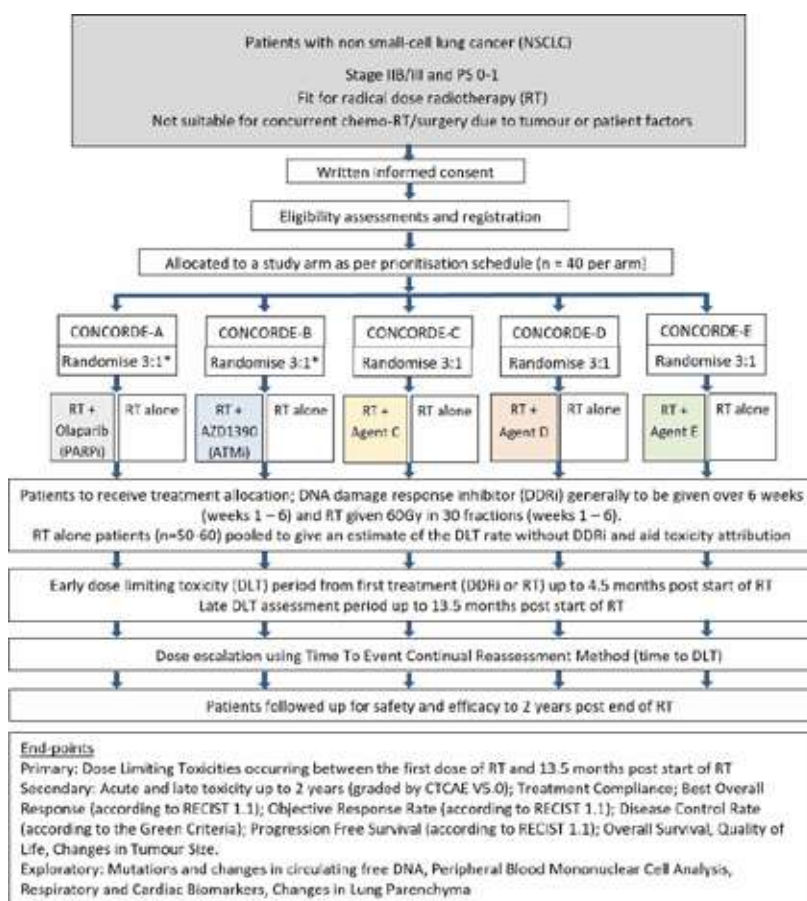 Patients with non small-cell lung cancer (NSCLC)
Stage IIB/III and PS 0-1
Fit for radical dose radiotherapy (RT)
Not suitable for concurrent chemo-RT/surgery due to tumour or patient factors
Written informed consent
Eligibility assessments and registration
Allocated to a study arm as per prioritisation schedule (n = 40 per arm)
CONCORDE-A
Randomise 3:1*
CONCORDE-B
Randomise 3:1*
CONCORDE-C
Randomise 3:1
CONCORDE-D
Randomise 3:1
CONCORDE-E
Randomise 3:1
RT +
Olaparib
(PARPi)
RT alone
RT +
AZD1390
(ATMi)
RT alone
RT +
Agent C
RT alone
RT +
Agent D
RT alone
RT +
Agent E
RT alone
Patients to receive treatment allocation; DNA damage response inhibitor (DDRi) generally to be given over 6 weeks
(weeks 1 – 6) and RT given 60Gy in 30 fractions (weeks 1 – 6).
RT alone patients (n=50-60) pooled to give an estimate of the DLT rate without DDRi and aid toxicity attribution
Early dose limiting toxicity (DLT) period from first treatment (DDRi or RT) up to 4.5 months post start of RT
Late DLT assessment period up to 13.5 months post start of RT
Dose escalation using Time To Event Continual Reassessment Method (time to DLT)
Patients followed up for safety and efficacy to 2 years post end of RT
End-points
Primary: Dose Limiting Toxicities occurring between the first dose of RT and 13.5 months post start of RT
Secondary: Acute and late toxicity up to 2 years (graded by CTCAE V5.0); Treatment Compliance; Best Overall
Response (according to RECIST 1.1); Objective Response Rate (according to RECIST 1.1); Disease Control Rate
(according to the Green Criteria); Progression Free Survival (according to RECIST 1.1); Overall Survival, Quality of
Life, Changes in Tumour Size.
Exploratory: Mutations and changes in circulating free DNA, Peripheral Blood Mononuclear Cell Analysis,
Respiratory and Cardiac Biomarkers, Changes in Lung Parenchyma